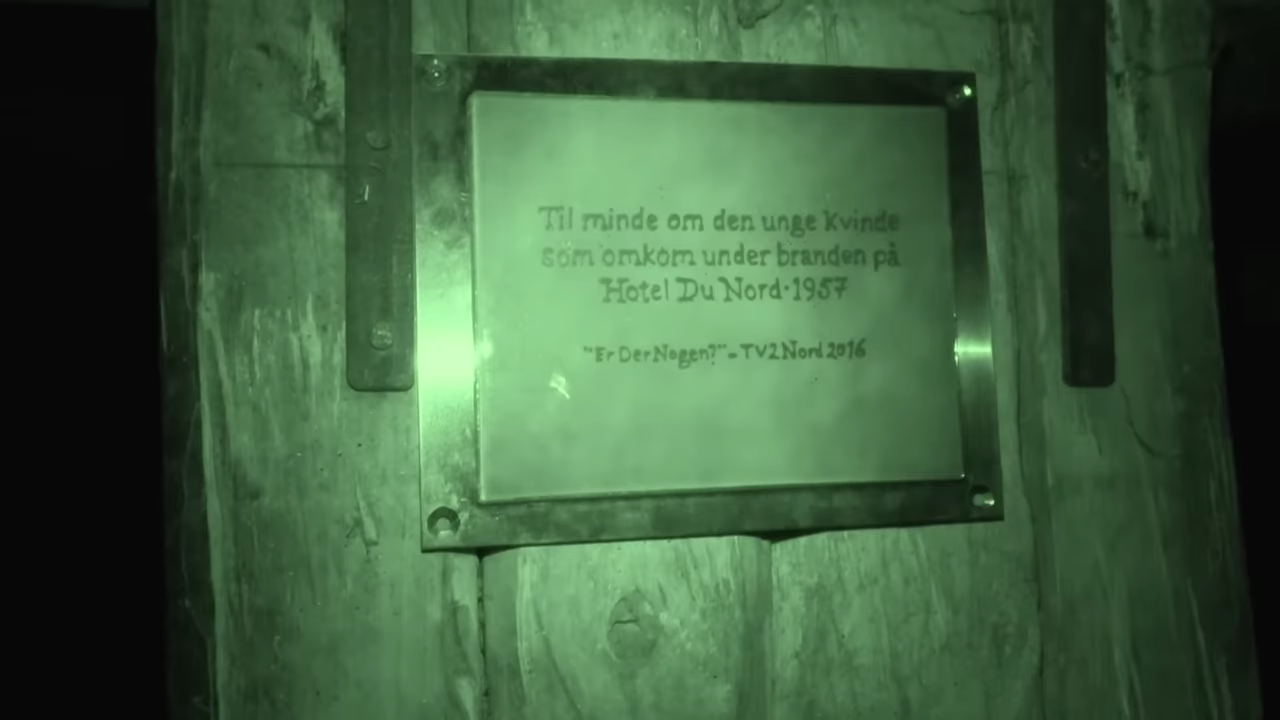 Til minde om den unge kvinde
som omkom under branden på
Hotel Du Nord·1957
"Er Der Nogen?" - TV2 Nord 2016